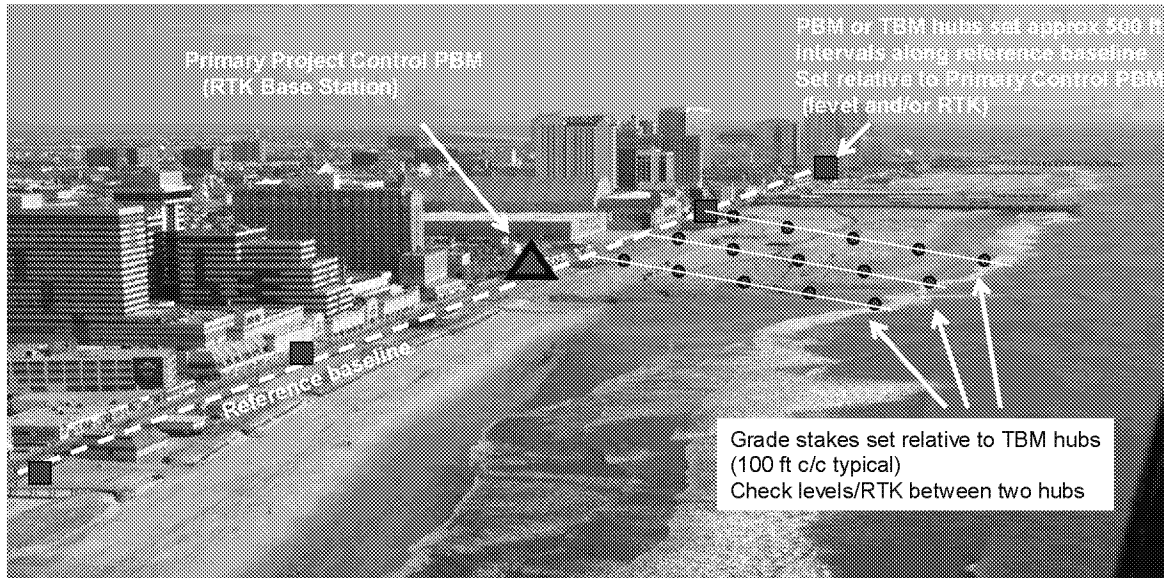 Primary Project Control PBM
(RTK Base Station)
PBM or TBM hubs set approx 500 ft
intervals along reference baseline
Set relative to Primary Control PBM
(level and/or RTK)
Reference baseline
Grade stakes set relative to TBM hubs
(100 ft c/c typical)
Check levels/RTK between two hubs